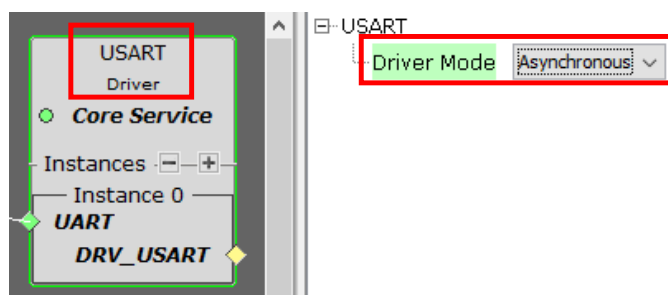 USART
Driver
Core Service
Instances
Instance 0
UART
DRV_USART
USART
Driver Mode Asynchronous